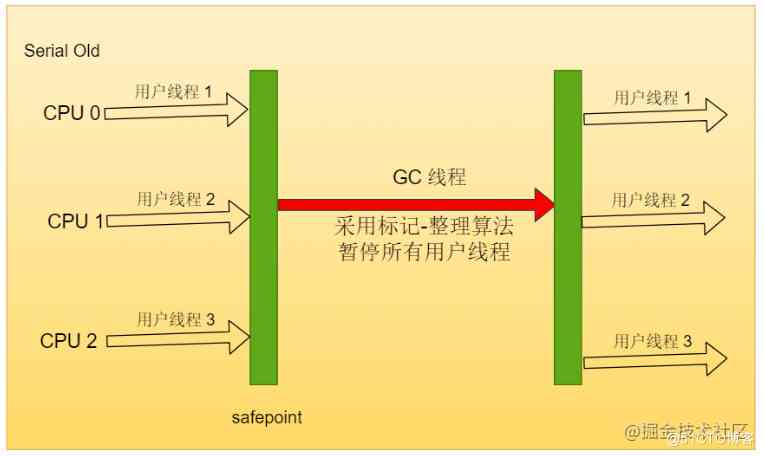 Serial Old
用户线程 1
CPU 0
用户线程 2
CPU 1
用户线程 3
CPU 2
safepoint
GC 线程
采用标记-整理算法
暂停所有用户线程
用户线程 1
用户线程 2
用户线程 3
@掘金技术社区
@51CTO博客